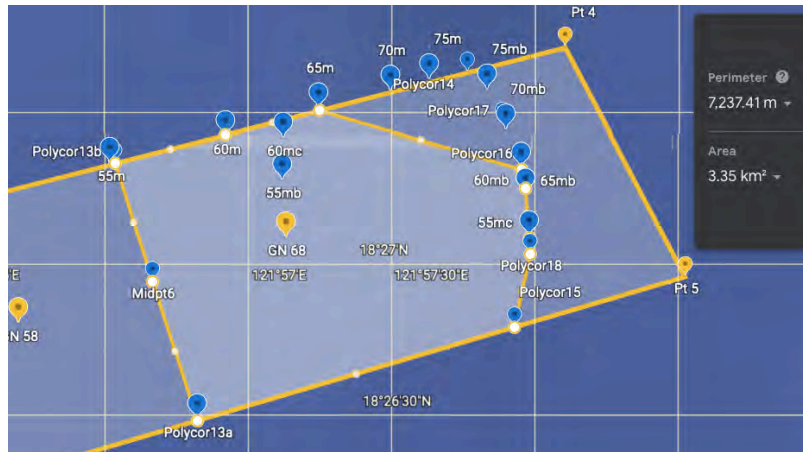 Pt 4
75m
75mb
70m
65m
Polycor14
70mb
Polycor17
Perimeter
7,237.41 m
Polycor13b
60m
60mc
Polycor16
Area
3.35 km²
55m
55mb
60mb
65mb
55mc
GN 68
18°27'N
121°57'E
121°57'30"E
Polycor18
Midpt6
Polycor15
Pt 5
N 58
18°26'30"N
Polycor13a